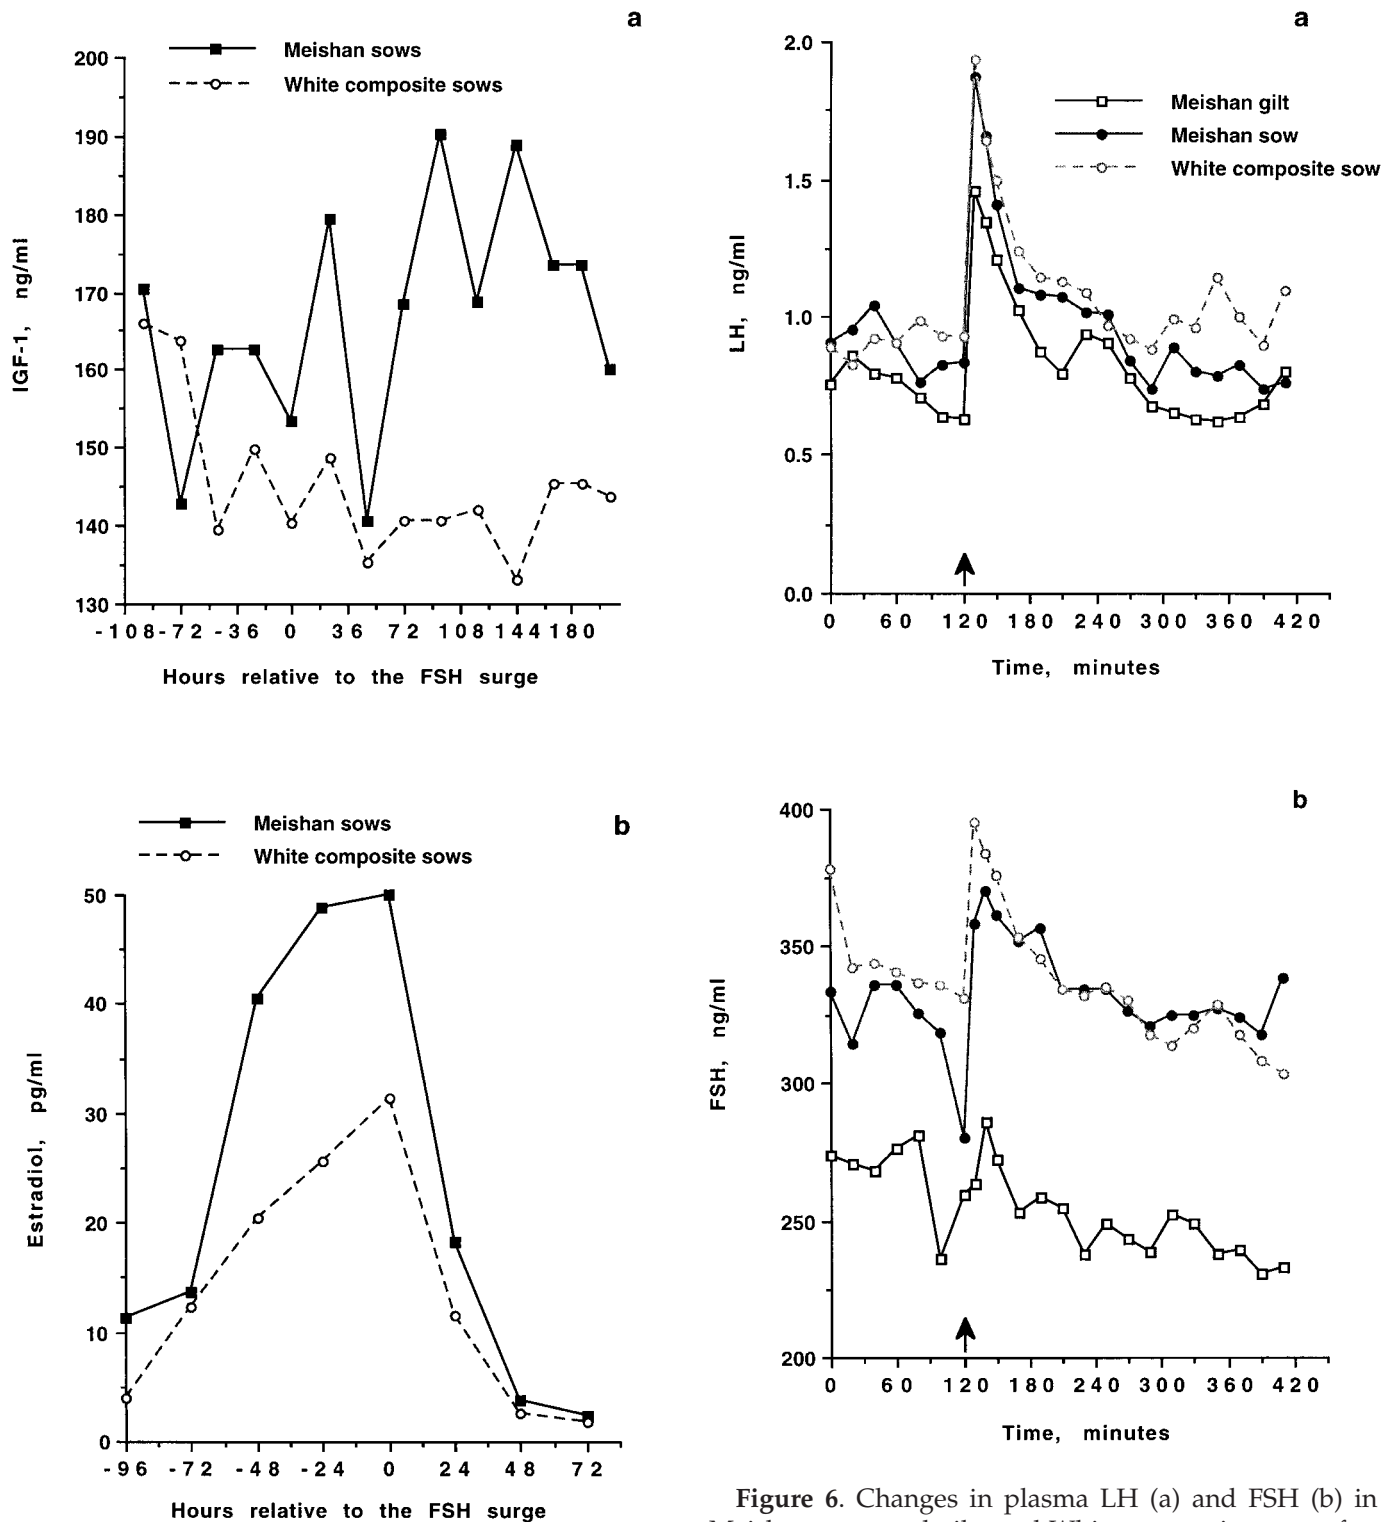 a
Meishan sows
White composite sows
200
190
180
170
160
150
140
130
IGF-1, ng/ml
-108 -72 -36 0 36 72 108 144 180
Hours relative to the FSH surge
b
Meishan sows
White composite sows
50
40
30
20
10
0
Estradiol, pg/ml
-96 -72 -48 -24 0 24 48 72
Hours relative to the FSH surge
a
2.0
1.5
1.0
0.5
0.0
Meishan gilt
Meishan sow
White composite sow
LH, ng/ml
0 60 120 180 240 300 360 420
Time, minutes
b
400
350
300
250
200
FSH, ng/ml
0 60 120 180 240 300 360 420
Time, minutes
Figure 6. Changes in plasma LH (a) and FSH (b) in